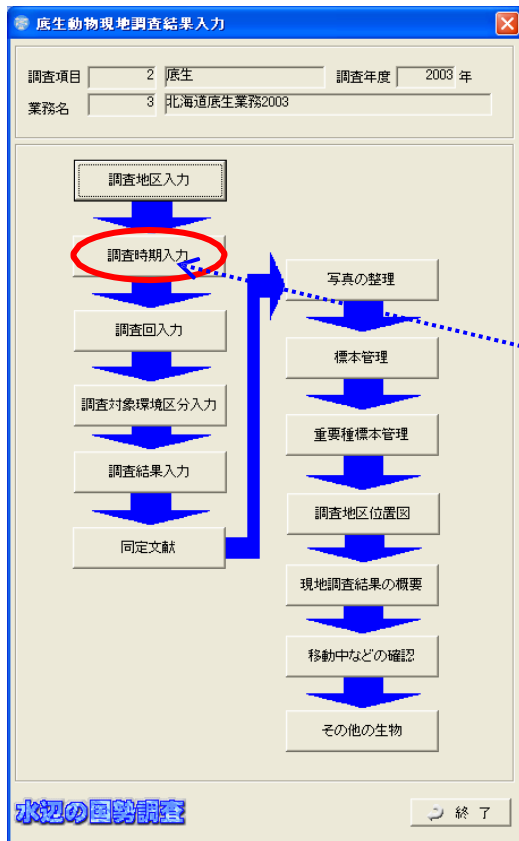 底生動物現地調査結果入力
調査項目 2 底生 調査年度 2003 年
業務名 3 北海道底生業務2003
調査地区入力
調査時期入力
調査回入力
調査対象環境区分入力
調査結果入力
同定文献
写真の整理
標本管理
重要種標本管理
調査地区位置図
現地調査結果の概要
移動中などの確認
その他の生物
水辺の国勢調査
終 了